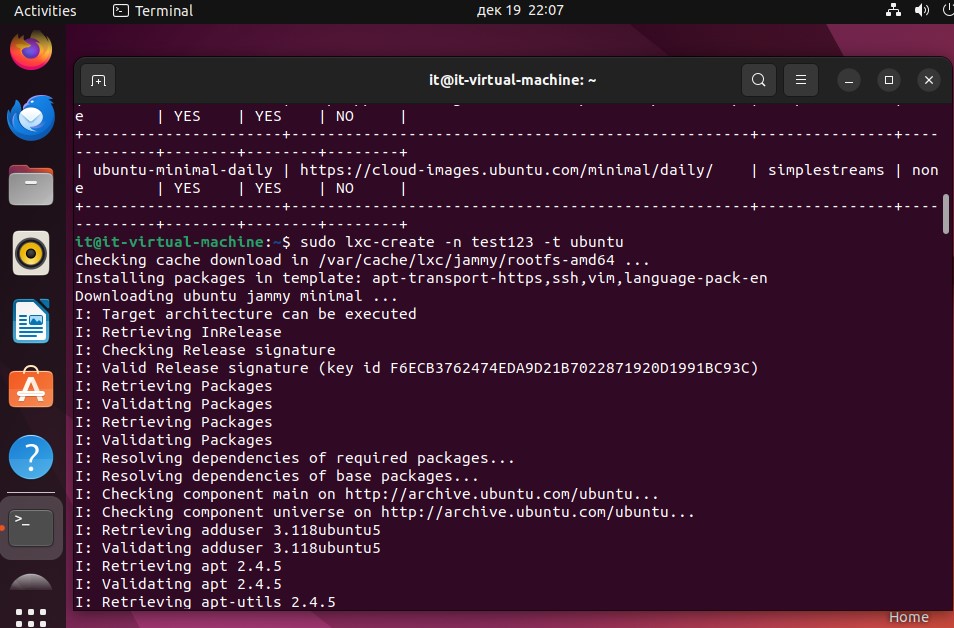 Activities Terminal дек 19 22:07
it@it-virtual-machine: ~
e | YES | YES | NO |
+----------------------+----------------------------------------------------+---------------+----
---------+--------+--------+--------+
| ubuntu-minimal-daily | https://cloud-images.ubuntu.com/minimal/daily/ | simplestreams | non
e | YES | YES | NO |
+----------------------+----------------------------------------------------+---------------+----
---------+--------+--------+--------+
it@it-virtual-machine:~$ sudo lxc-create -n test123 -t ubuntu
Checking cache download in /var/cache/lxc/jammy/rootfs-amd64 ...
Installing packages in template: apt-transport-https,ssh,vim,language-pack-en
Downloading ubuntu jammy minimal ...
I: Target architecture can be executed
I: Retrieving InRelease
I: Checking Release signature
I: Valid Release signature (key id F6ECB3762474EDA9D21B7022871920D1991BC93C)
I: Retrieving Packages
I: Validating Packages
I: Retrieving Packages
I: Validating Packages
I: Resolving dependencies of required packages...
I: Resolving dependencies of base packages...
I: Checking component main on http://archive.ubuntu.com/ubuntu...
I: Checking component universe on http://archive.ubuntu.com/ubuntu...
I: Retrieving adduser 3.118ubuntu5
I: Validating adduser 3.118ubuntu5
I: Retrieving apt 2.4.5
I: Validating apt 2.4.5
I: Retrieving apt-utils 2.4.5
Home